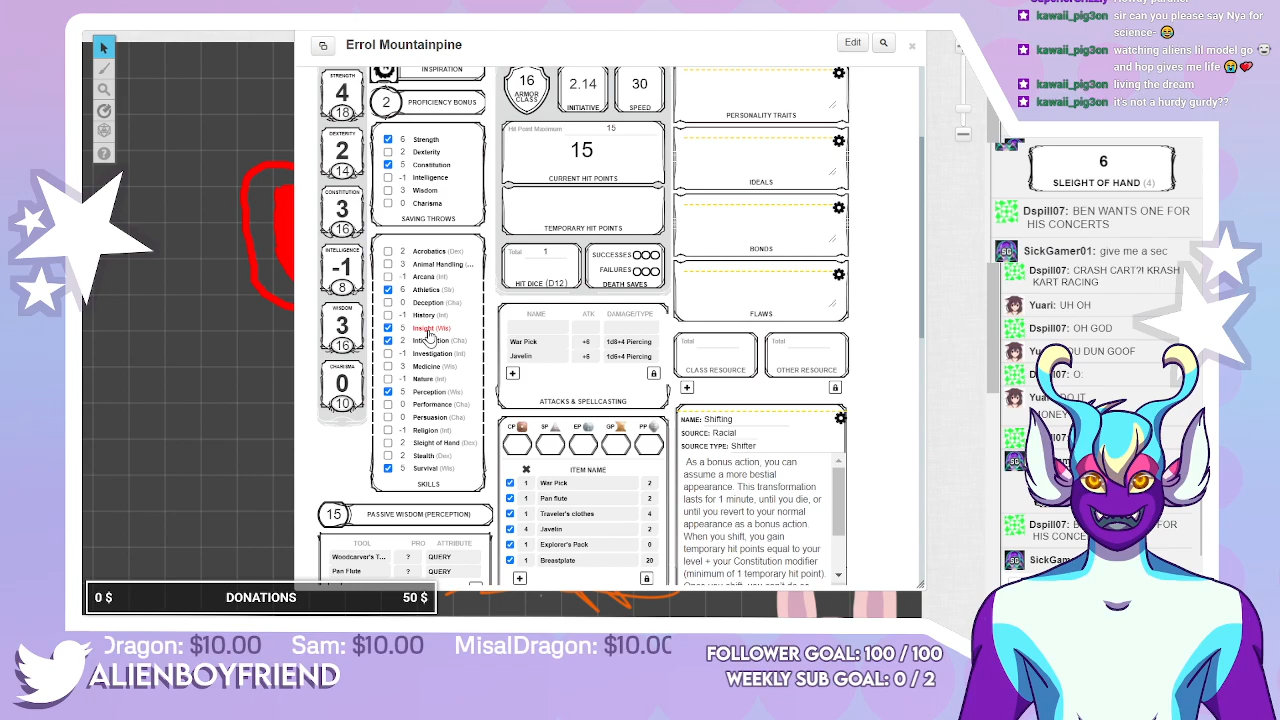 Errol Mountainpine
Edit
STRENGTH
4
18
DEXTERITY
2
14
CONSTITUTION
3
16
INTELLIGENCE
-1
8
WISDOM
3
16
CHARISMA
0
10
INSPIRATION
2 PROFICIENCY BONUS
6 Strength
2 Dexterity
5 Constitution
-1 Intelligence
3 Wisdom
0 Charisma
SAVING THROWS
2 Acrobatics (Dex)
3 Animal Handling (...
-1 Arcana (Int)
6 Athletics (Str)
0 Deception (Cha)
-1 History (Int)
5 Insight (Wis)
2 (Cha)
-1 Investigation (Int)
3 Medicine (Wis)
-1 Nature (Int)
5 Perception (Wis)
0 Performance (Cha)
0 Persuasion (Cha)
-1 Religion (Int)
2 Sleight of Hand (Dex)
2 Stealth (Dex)
5 Survival (Wis)
SKILLS
15 PASSIVE WISDOM (PERCEPTION)
TOOL PRO ATTRIBUTE
Woodcarver's T... ? QUERY
Pan Flute ? QUERY
16
ARMOR
CLASS
2.14
INITIATIVE
30
SPEED
Hit Point Maximum 15
15
CURRENT HIT POINTS
TEMPORARY HIT POINTS
Total 1
HIT DICE (D12)
SUCCESSES
FAILURES
DEATH SAVES
NAME ATK DAMAGE/TYPE
War Pick +6 1d8+4 Piercing
Javelin +6 1d6+4 Piercing
+
ATTACKS & SPELLCASTING
CP SP EP GP PP
ITEM NAME
1 War Pick 2
1 Pan flute 2
1 Traveler's clothes 4
4 Javelin 2
1 Explorer's Pack 0
1 Breastplate 20
+
PERSONALITY TRAITS
IDEALS
BONDS
FLAWS
Total
CLASS RESOURCE
Total
OTHER RESOURCE
+
NAME: Shifting
SOURCE: Racial
SOURCE TYPE: Shifter
As a bonus action, you can
assume a more bestial
appearance. This transformation
lasts for 1 minute, until you die, or
until you revert to your normal
appearance as a bonus action.
When you shift, you gain
temporary hit points equal to your
level + your Constitution modifier
(minimum of 1 temporary hit point).
kawaii_pig3on sir can you please say Nya for
science-
kawaii_pig3on watching aliens lil model go
and hop gives me life
kawaii_pig3on living the dream
kawaii_pig3on it's not a hurdy gurdy??
6
SLEIGHT OF HAND (4)
Dspill07: BEN WANTS ONE FOR
HIS CONCERTS
SickGamer01: give me a sec
Dspill07: CRASH CARTK KRASH
KART RACING
Yuari: UH OH
Dspill07: OH GOD
DUN GOOF
O:
MONEY
HIS CONCE
0 $ DONATIONS 50 $
Dragon: $10.00 Sam: $10.00 MisalDragon: $10.00
ALIENBOYFRIEND
FOLLOWER GOAL: 100 / 100
WEEKLY SUB GOAL: 0 / 2